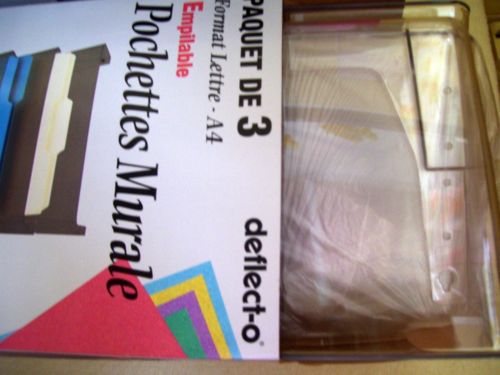 PAQUET DE 3
Format Lettre - A4
Empilable
Pochettes Murale
deflect-o®